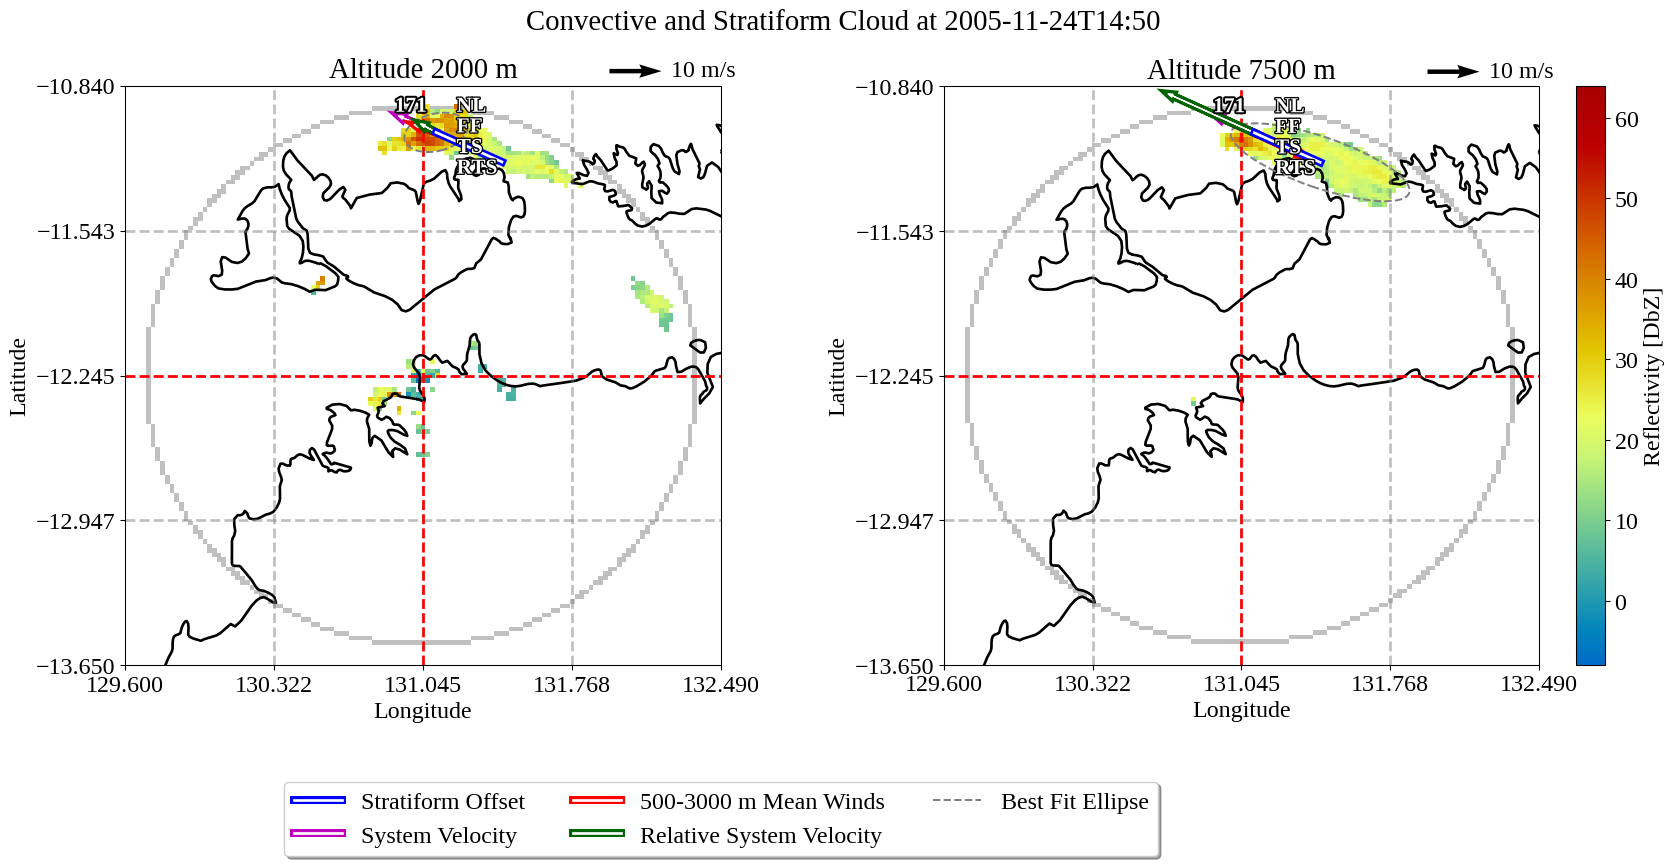 Convective and Stratiform Cloud at 2005-11-24T14:50
Altitude 2000 m
10 m/s
−10.840
−11.543
−12.245
−12.947
−13.650
129.600
130.322
131.045
131.768
132.490
Longitude
Latitude
171
NL
FF
TS
RTS
Altitude 7500 m
10 m/s
−10.840
−11.543
−12.245
−12.947
−13.650
129.600
130.322
131.045
131.768
132.490
Longitude
Latitude
171
NL
FF
TS
RTS
60
50
40
30
20
10
0
Reflectivity [DbZ]
Stratiform Offset
System Velocity
500-3000 m Mean Winds
Relative System Velocity
Best Fit Ellipse